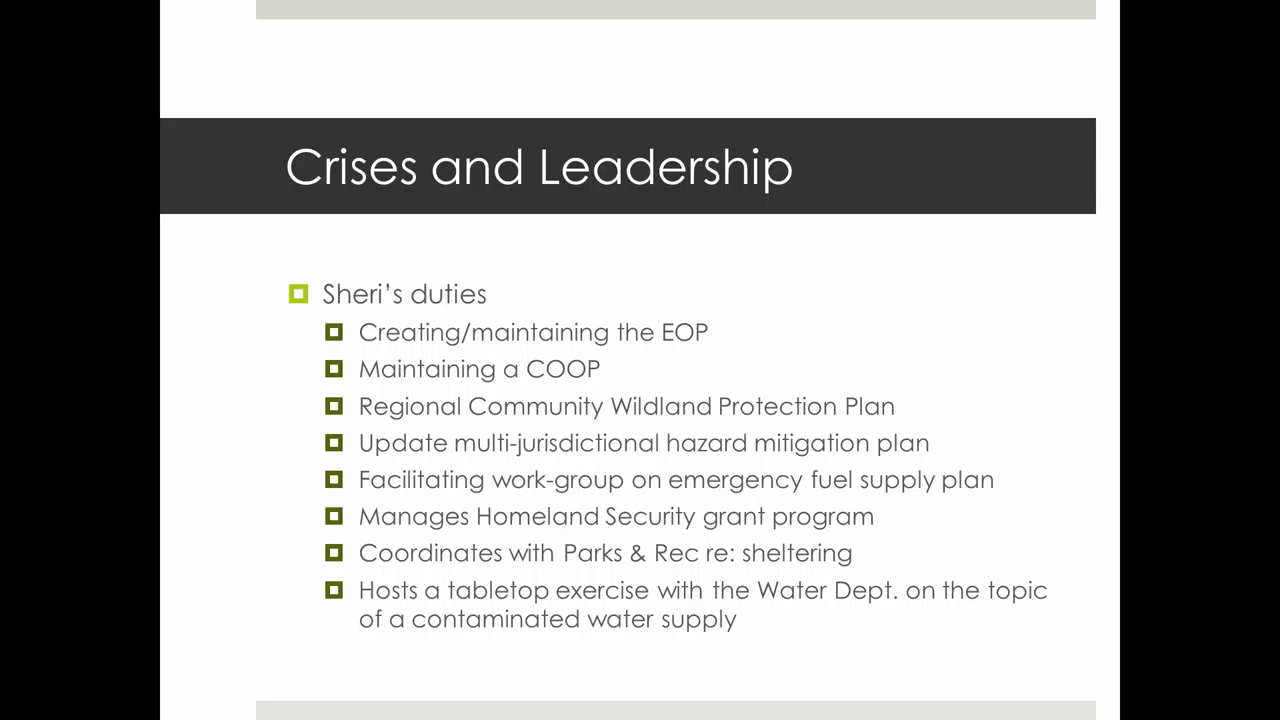 Crises and Leadership
Sheri’s duties
Creating/maintaining the EOP
Maintaining a COOP
Regional Community Wildland Protection Plan
Update multi-jurisdictional hazard mitigation plan
Facilitating work-group on emergency fuel supply plan
Manages Homeland Security grant program
Coordinates with Parks & Rec re: sheltering
Hosts a tabletop exercise with the Water Dept. on the topic
of a contaminated water supply